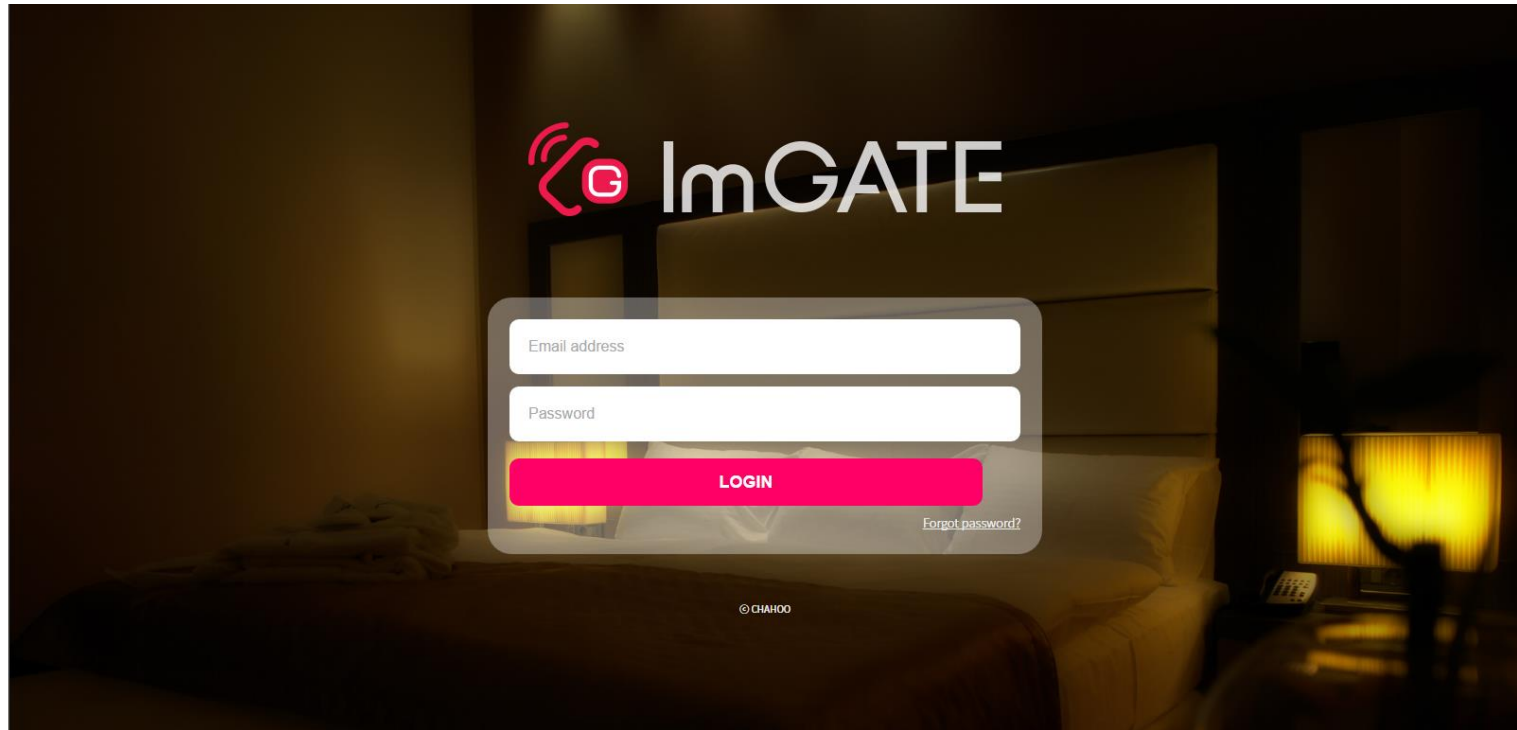 G ImGATE
Email address
Password
LOGIN
Forgot password?
© CHAHOO